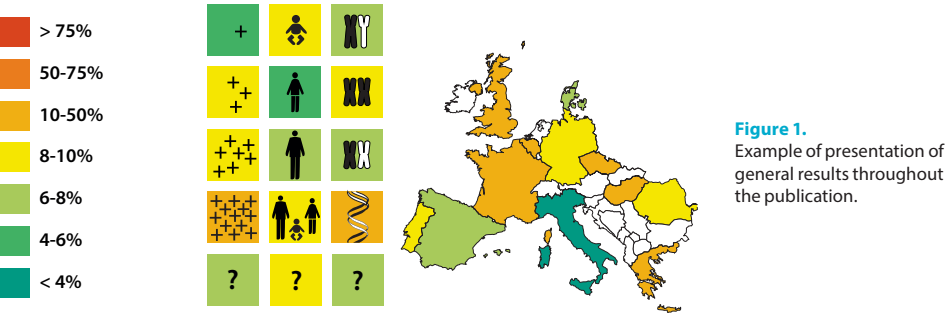 > 75%
50-75%
10-50%
8-10%
6-8%
4-6%
< 4%
? ? ?
Figure 1.
Example of presentation of
general results throughout
the publication.